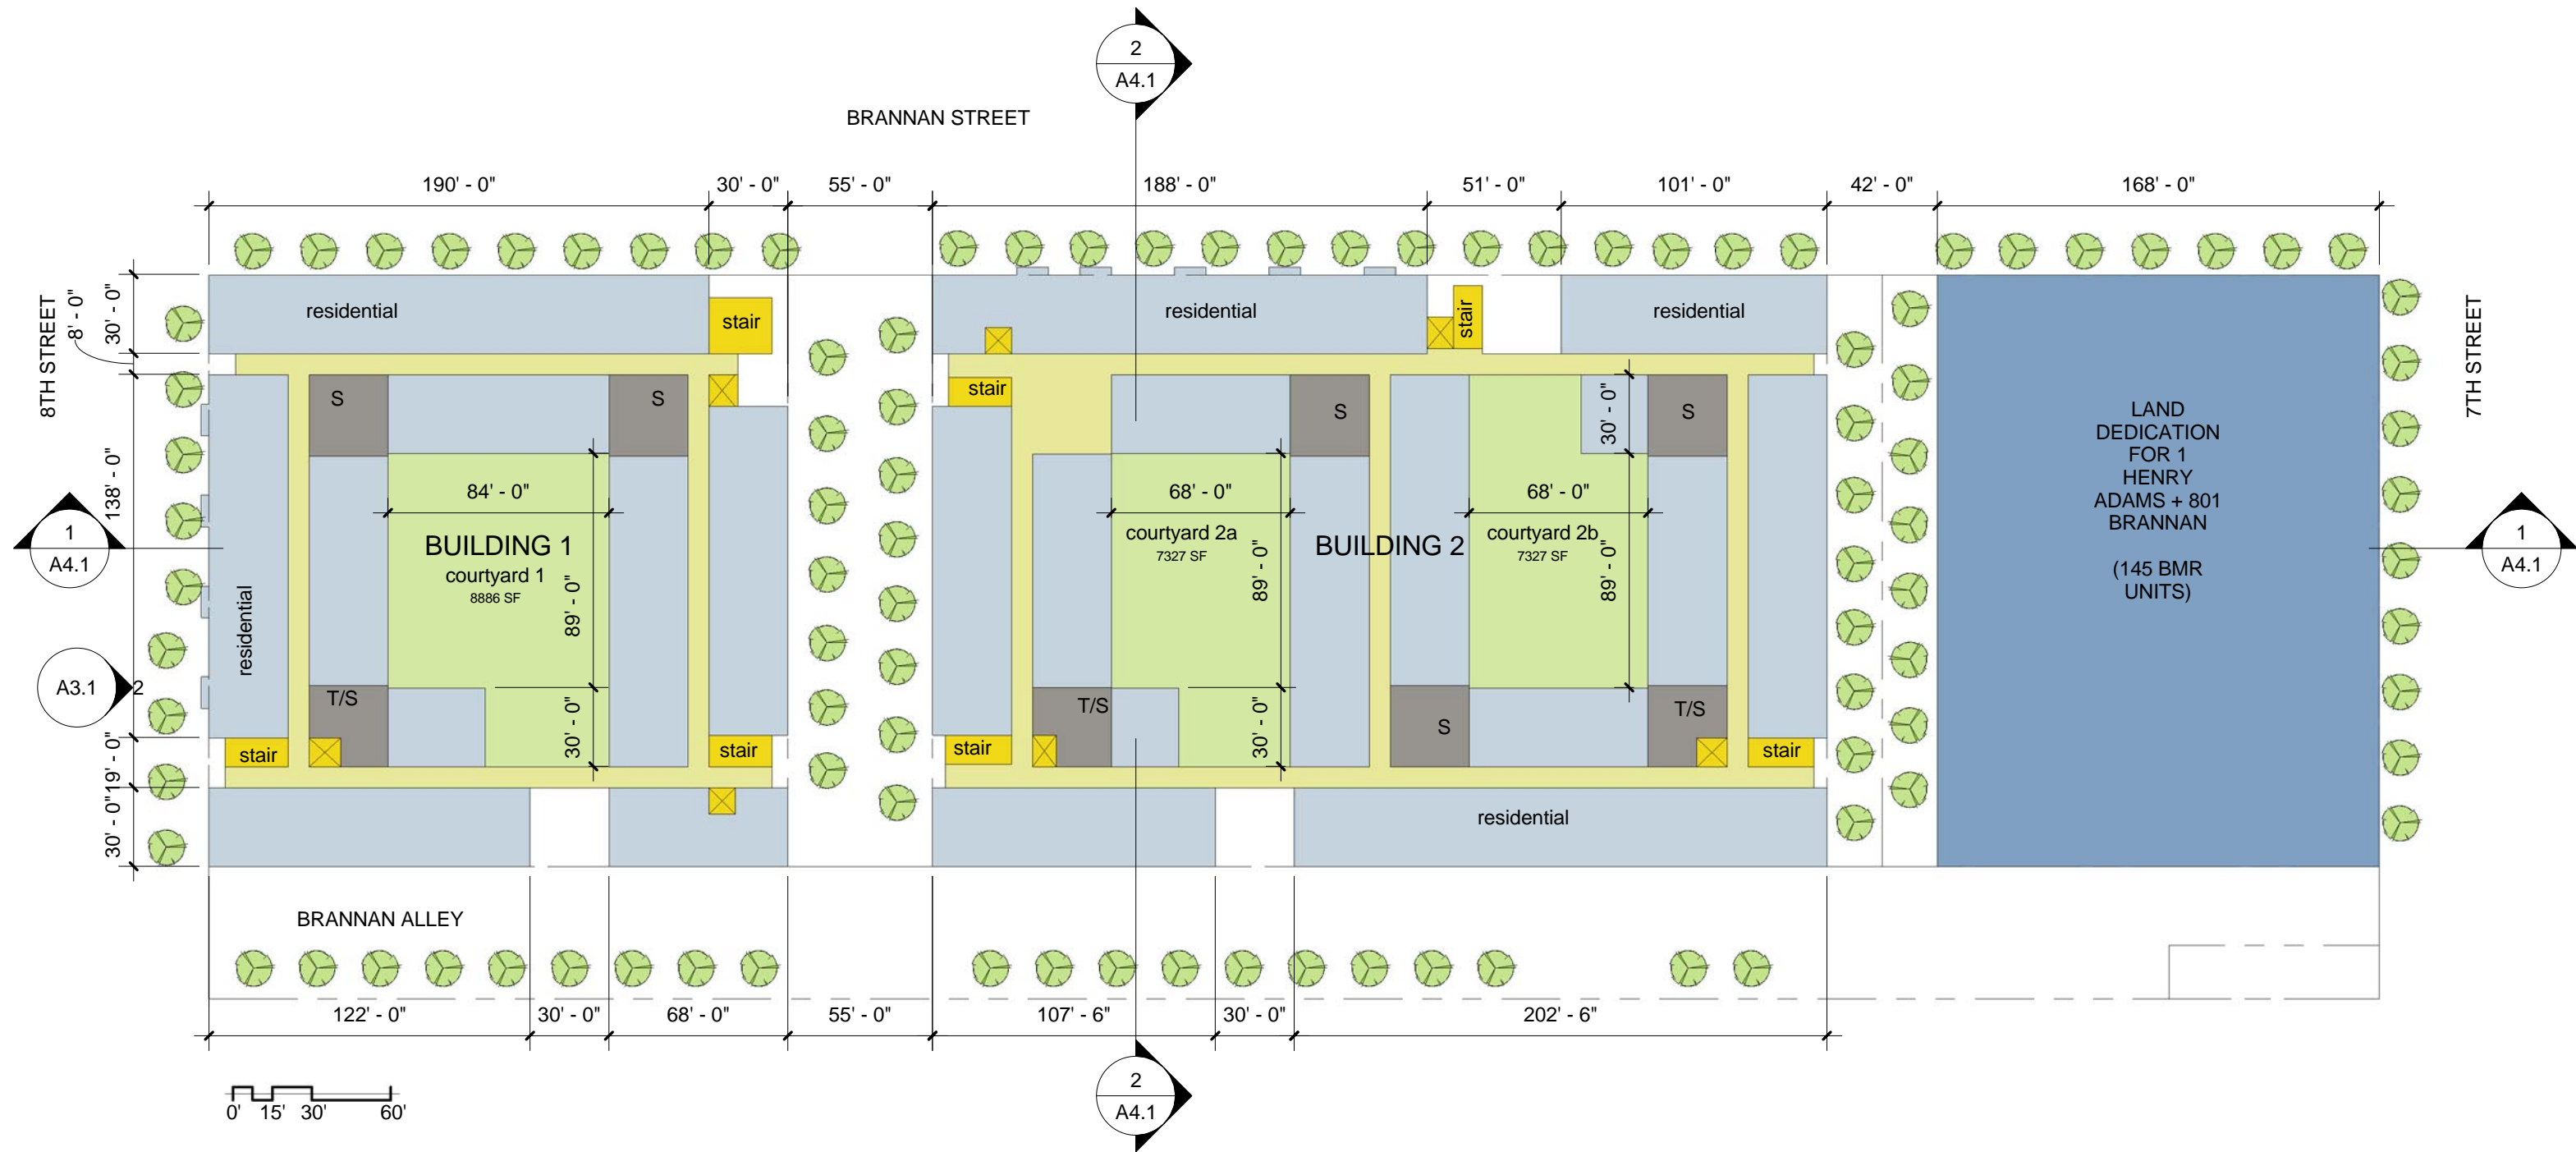 2
A4.1
BRANNAN STREET
190' - 0"
30' - 0"
55' - 0"
188' - 0"
51' - 0"
101' - 0"
42' - 0"
168' - 0"
8TH STREET
8' - 0"
30' - 0"
138' - 0"
19' - 0"
30' - 0"
7TH STREET
residential
stair
residential
stair
residential
stair
S
S
S
S
30' - 0"
84' - 0"
BUILDING 1
courtyard 1
8886 SF
89' - 0"
30' - 0"
68' - 0"
courtyard 2a
7327 SF
89' - 0"
30' - 0"
BUILDING 2
68' - 0"
courtyard 2b
7327 SF
89' - 0"
LAND
DEDICATION
FOR 1
HENRY
ADAMS + 801
BRANNAN
(145 BMR
UNITS)
1
A4.1
1
A4.1
residential
A3.1
2
T/S
T/S
S
T/S
stair
stair
stair
stair
residential
BRANNAN ALLEY
122' - 0"
30' - 0"
68' - 0"
55' - 0"
107' - 6"
30' - 0"
202' - 6"
2
A4.1
0'
15'
30'
60'